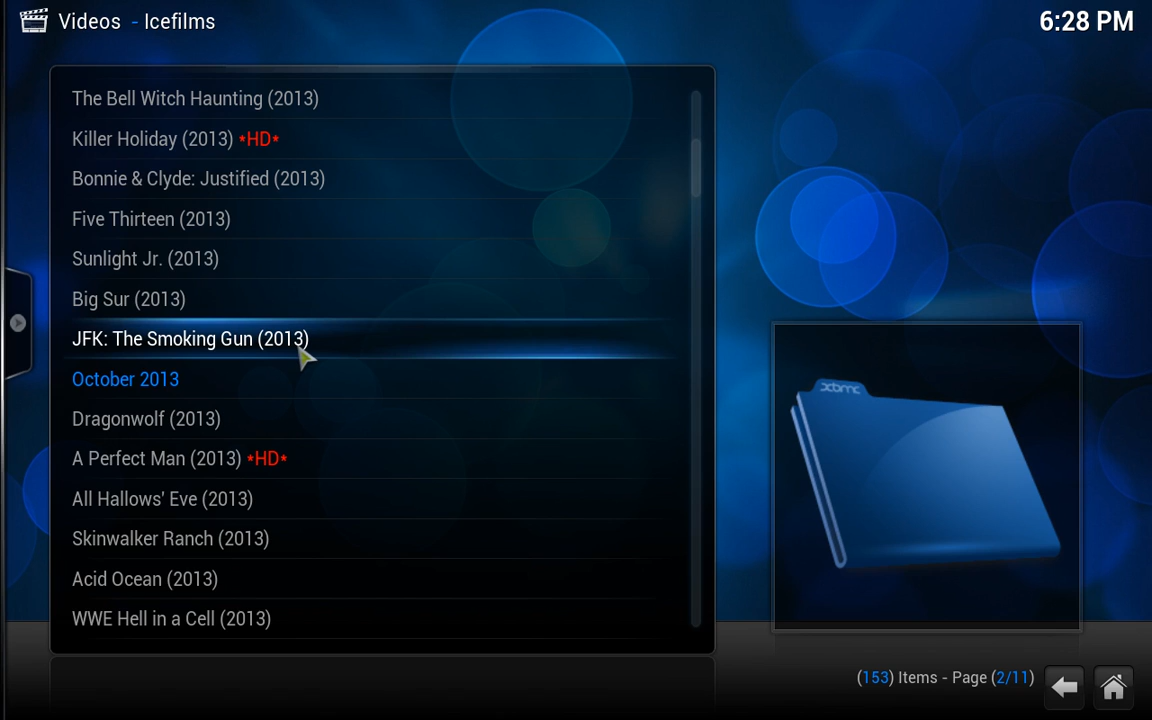 Videos - Icefilms
6:28 PM
The Bell Witch Haunting (2013)
Killer Holiday (2013) *HD*
Bonnie & Clyde: Justified (2013)
Five Thirteen (2013)
Sunlight Jr. (2013)
Big Sur (2013)
JFK: The Smoking Gun (2013)
October 2013
Dragonwolf (2013)
A Perfect Man (2013) *HD*
All Hallows' Eve (2013)
Skinwalker Ranch (2013)
Acid Ocean (2013)
WWE Hell in a Cell (2013)
xbmc
(153) Items - Page (2/11)